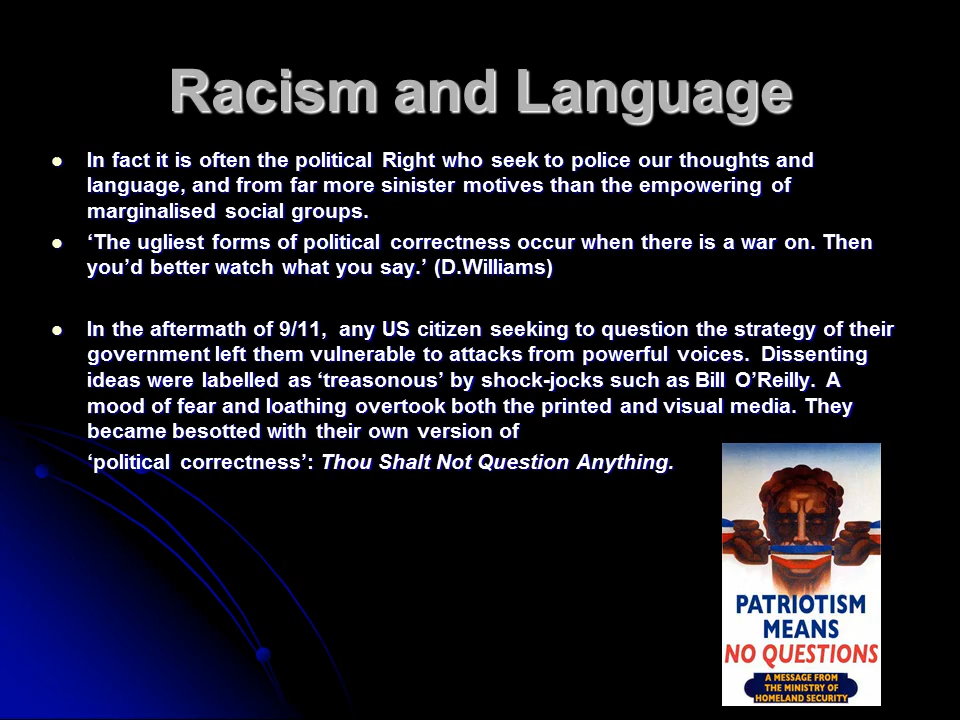 Racism and Language
In fact it is often the political Right who seek to police our thoughts and
language, and from far more sinister motives than the empowering of
marginalised social groups.
‘The ugliest forms of political correctness occur when there is a war on. Then
you’d better watch what you say.’ (D.Williams)
In the aftermath of 9/11, any US citizen seeking to question the strategy of their
government left them vulnerable to attacks from powerful voices. Dissenting
ideas were labelled as ‘treasonous’ by shock-jocks such as Bill O’Reilly. A
mood of fear and loathing overtook both the printed and visual media. They
became besotted with their own version of
‘political correctness’: Thou Shalt Not Question Anything.
PATRIOTISM
MEANS
NO QUESTIONS
A MESSAGE FROM
THE MINISTRY OF
HOMELAND SECURITY